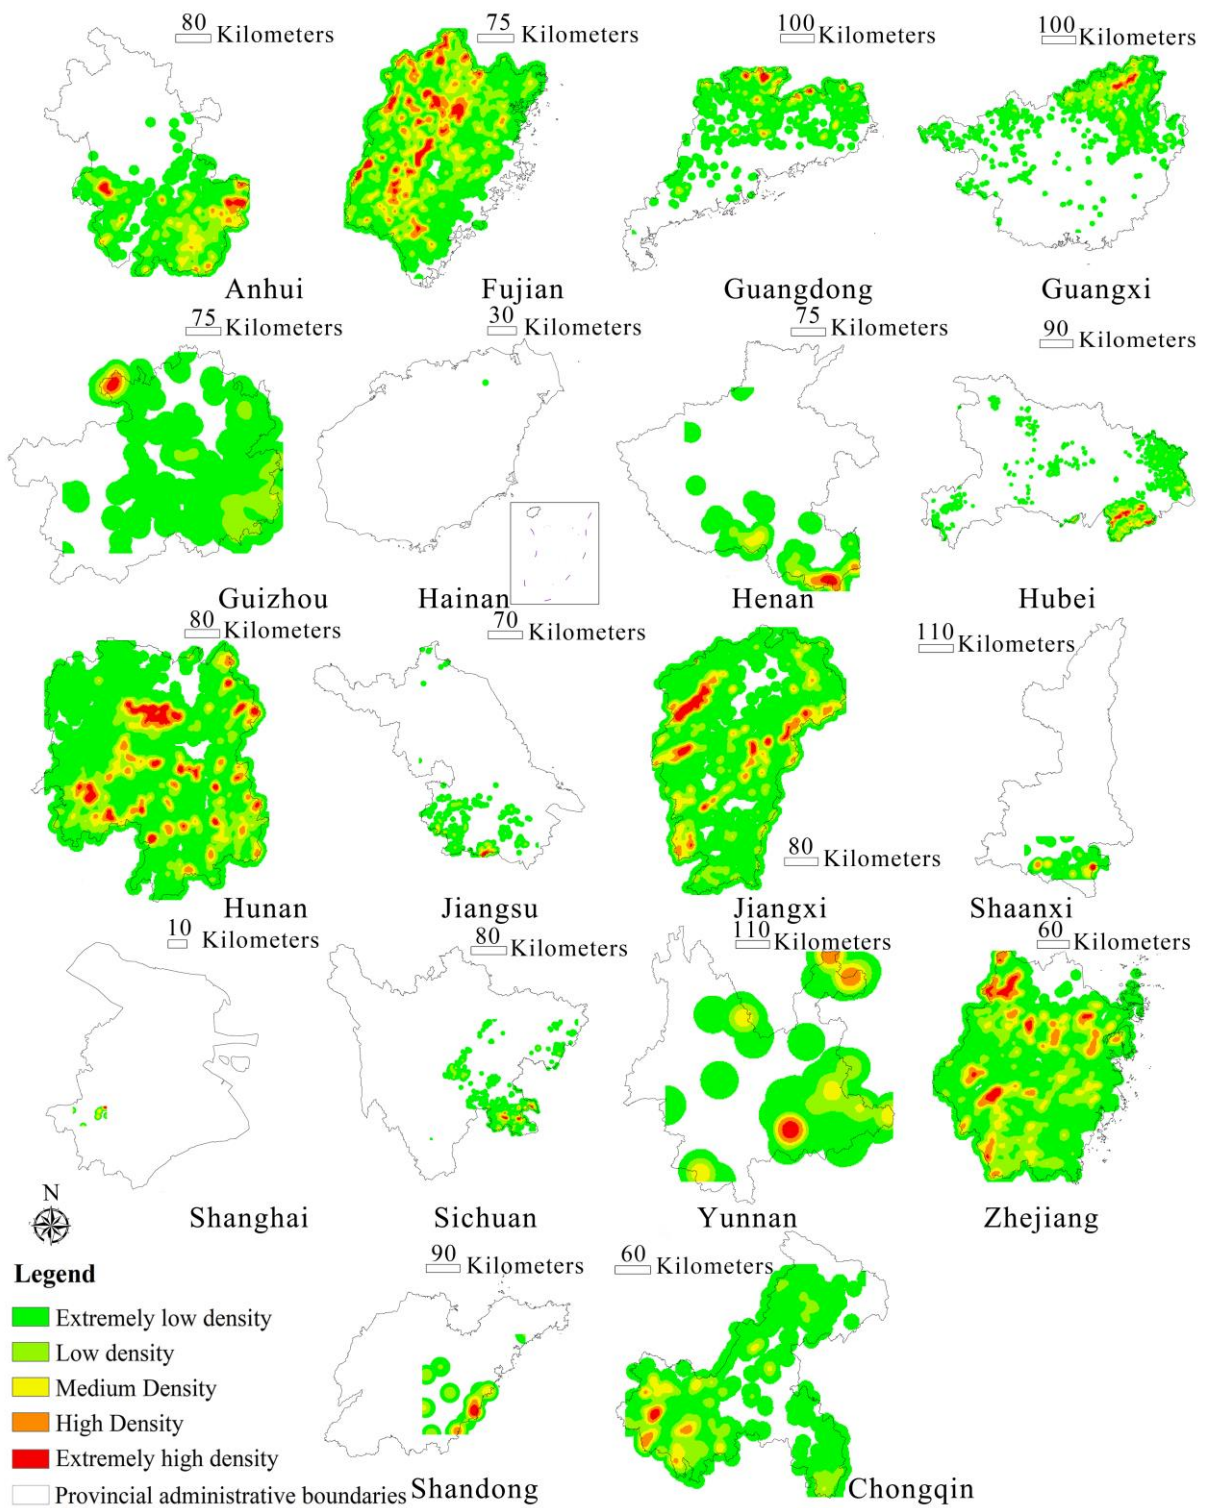 80 Kilometers
75 Kilometers
100 Kilometers
100 Kilometers
Anhui
Fujian
Guangdong
Guangxi
75 Kilometers
30 Kilometers
75 Kilometers
90 Kilometers
Guizhou
Hainan
Henan
Hubei
80 Kilometers
70 Kilometers
110 Kilometers
80 Kilometers
Hunan
Jiangsu
Jiangxi
Shaanxi
10 Kilometers
80 Kilometers
110 Kilometers
60 Kilometers
N
Shanghai
Sichuan
Yunnan
Zhejiang
90 Kilometers
60 Kilometers
Legend
Extremely low density
Low density
Medium Density
High Density
Extremely high density
Provincial administrative boundaries
Shandong
Chongqin